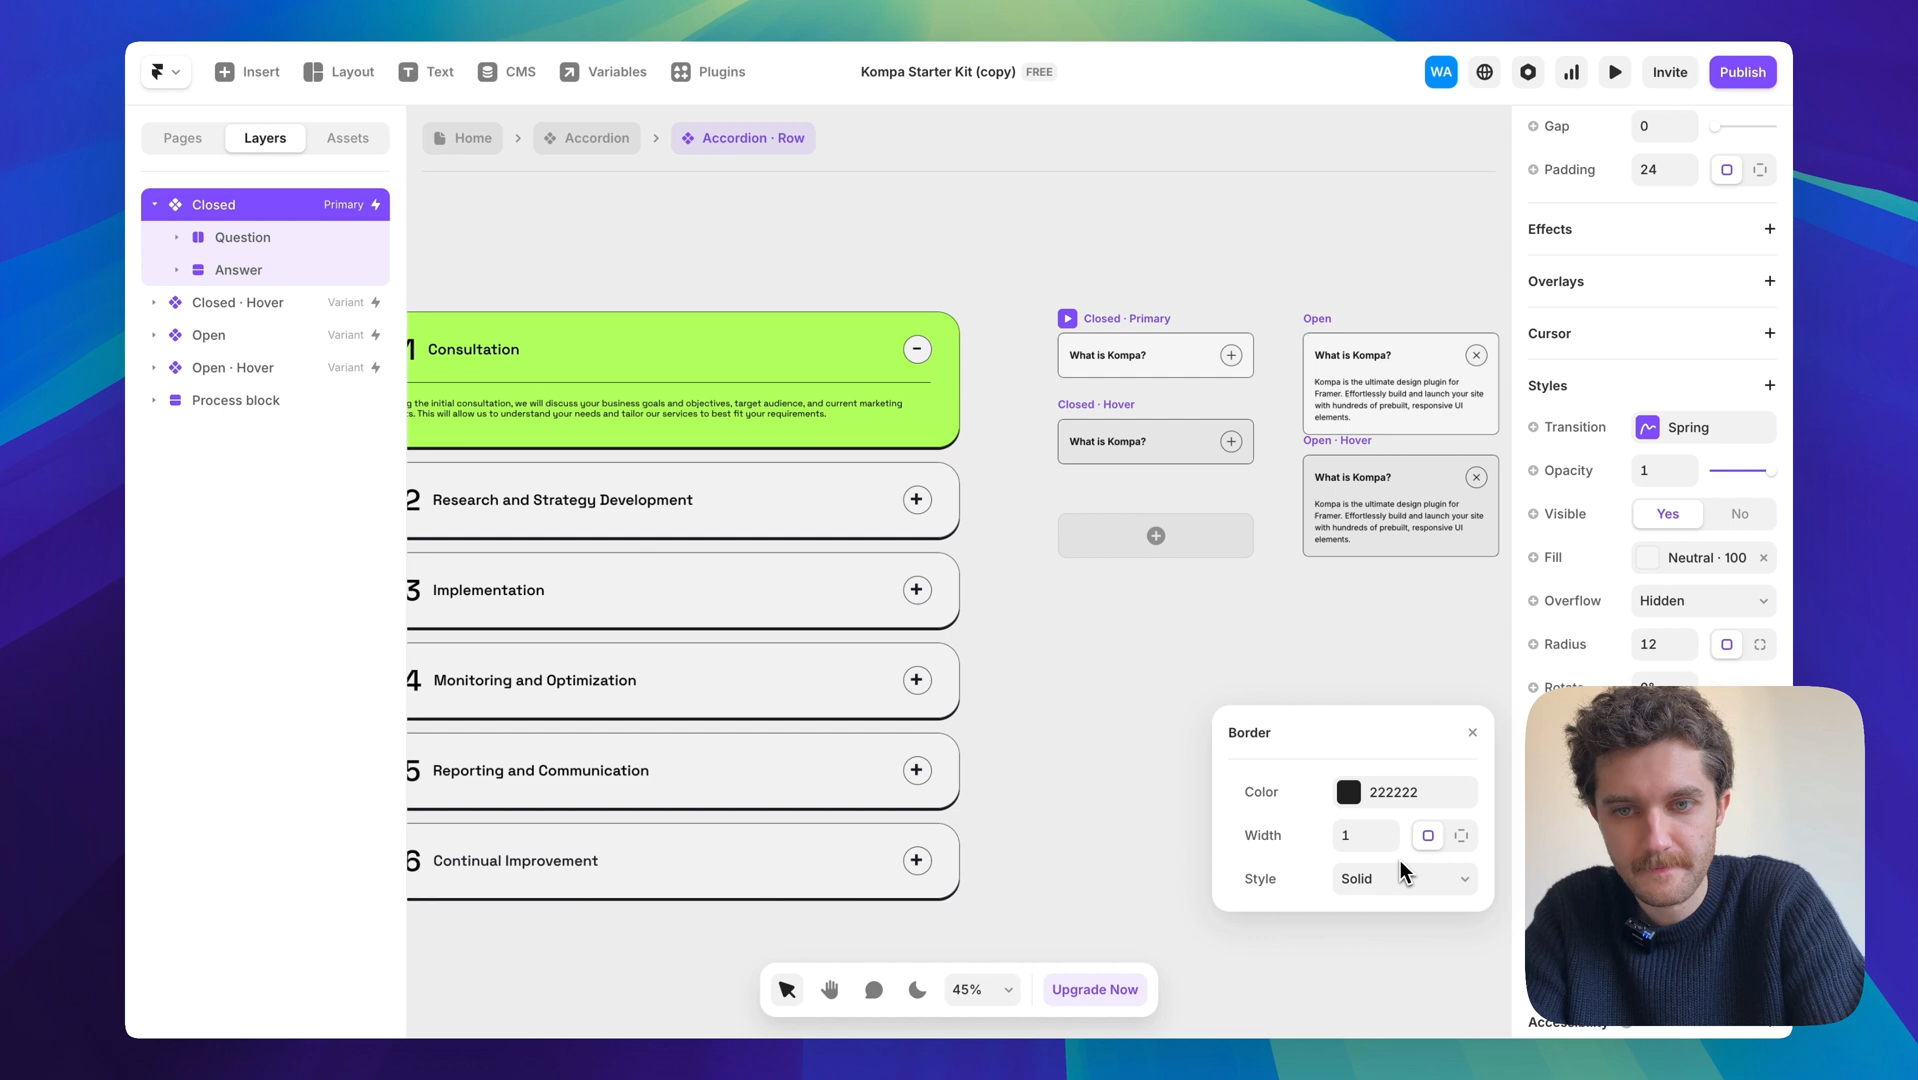 Insert
Layout
Text
CMS
Variables
Plugins
Kompa Starter Kit (copy)
FREE
WA
Invite
Publish
Pages
Layers
Assets
Closed
Primary
Question
Answer
Closed · Hover
Variant
Open
Variant
Open · Hover
Variant
Process block
Home
Accordion
Accordion · Row
Consultation
g the initial consultation, we will discuss your business goals and objectives, target audience, and current marketing
s. This will allow us to understand your needs and tailor our services to best fit your requirements.
2 Research and Strategy Development
3 Implementation
4 Monitoring and Optimization
5 Reporting and Communication
6 Continual Improvement
Closed · Primary
What is Kompa?
Closed · Hover
What is Kompa?
Open
What is Kompa?
Kompa is the ultimate design plugin for
Framer. Effortlessly build and launch your site
with hundreds of prebuilt, responsive UI
elements.
Open · Hover
What is Kompa?
Kompa is the ultimate design plugin for
Framer. Effortlessly build and launch your site
with hundreds of prebuilt, responsive UI
elements.
Border
Color
222222
Width
1
Style
Solid
45%
Upgrade Now
Gap
0
Padding
24
Effects
Overlays
Cursor
Styles
Transition
Spring
Opacity
1
Visible
Yes
No
Fill
Neutral · 100
Overflow
Hidden
Radius
12